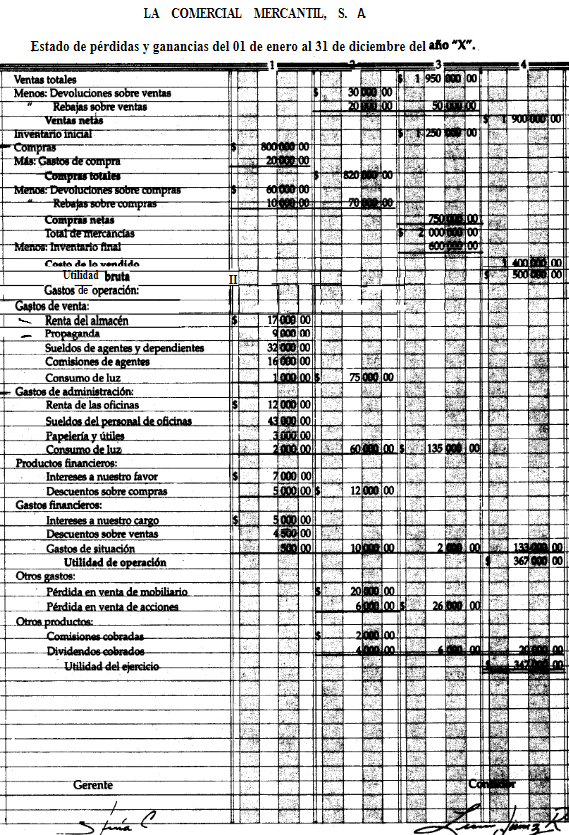 LA COMERCIAL MERCANTIL, S. A
Estado de pérdidas y ganancias del 01 de enero al 31 de diciembre del año "X".
1 2 3 4
Ventas totales $ 1 950 000 00
Menos: Devoluciones sobre ventas $ 30 000 00
" Rebajas sobre ventas 20 000 00 50 000 00
Ventas netas $ 1 900 000 00
Inventario inicial $ 1 250 000 00
Compras $ 800 000 00
Más: Gastos de compra 20 000 00
Compras totales $ 820 000 00
Menos: Devoluciones sobre compras $ 60 000 00
" Rebajas sobre compras 10 000 00 70 000 00
Compras netas 750 000 00
Total de mercancías $ 2 000 000 00
Menos: Inventario final 600 000 00
Costo de lo vendido 1 400 000 00
Utilidad bruta $ 500 000 00
II
Gastos de operación:
Gastos de venta:
Renta del almacén $ 17 000 00
Propaganda 9 000 00
Sueldos de agentes y dependientes 32 000 00
Comisiones de agentes 16 000 00
Consumo de luz 1 000 00 $ 75 000 00
Gastos de administración:
Renta de las oficinas $ 12 000 00
Sueldos del personal de oficinas 43 000 00
Papelería y útiles 3 000 00
Consumo de luz 2 000 00 60 000 00 $ 135 000 00
Productos financieros:
Intereses a nuestro favor $ 7 000 00
Descuentos sobre compras 5 000 00 $ 12 000 00
Gastos financieros:
Intereses a nuestro cargo $ 5 000 00
Descuentos sobre ventas 4 500 00
Gastos de situación 500 00 10 000 00 2 000 00 133 000 00
Utilidad de operación $ 367 000 00
Otros gastos:
Pérdida en venta de mobiliario $ 20 000 00
Pérdida en venta de acciones 6 000 00 $ 26 000 00
Otros productos:
Comisiones cobradas $ 2 000 00
Dividendos cobrados 4 000 00 6 000 00 20 000 00
Utilidad del ejercicio $ 347 000 00
Gerente Contador